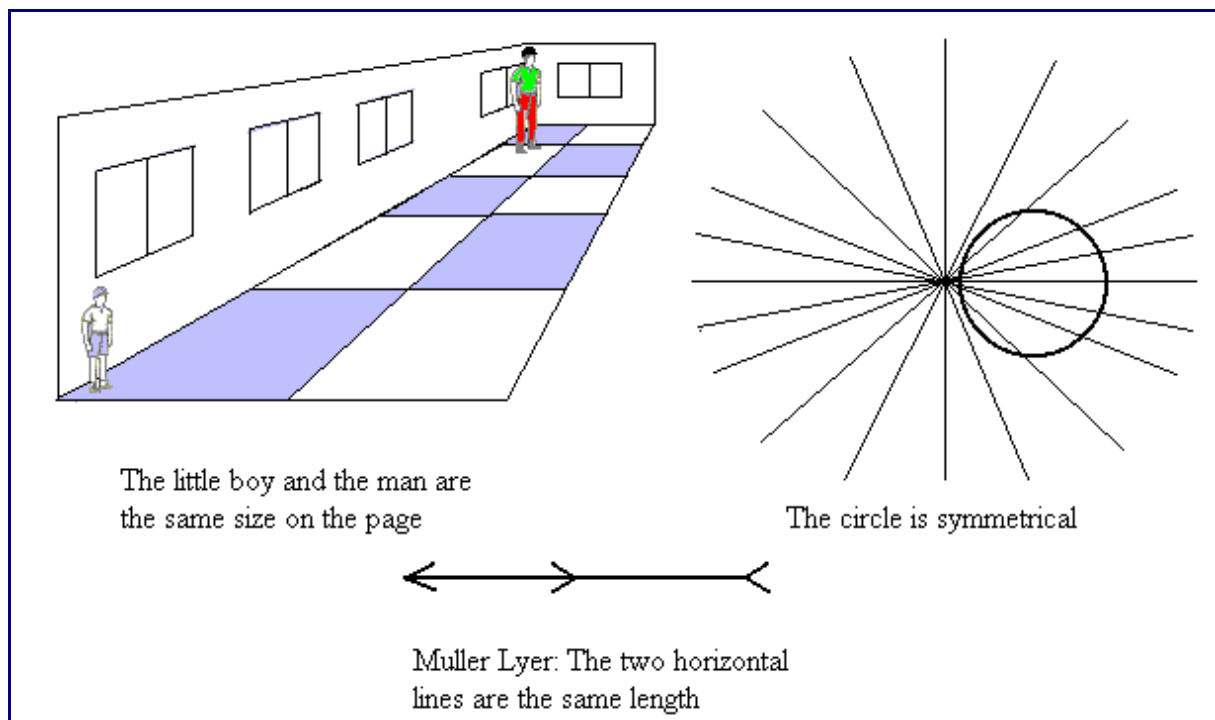 The little boy and the man are
the same size on the page
The circle is symmetrical
Muller Lyer: The two horizontal
lines are the same length